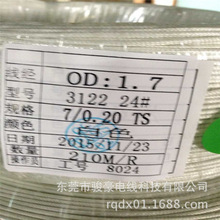 线经 OD:1.7
型号 3122 24#
规格 7/0.20 TS
颜色 白色
日期 2015/11/23
数量 210M/R
工号 8024
东莞市骏豪电线科技有限公司
rqdx01.1688.com